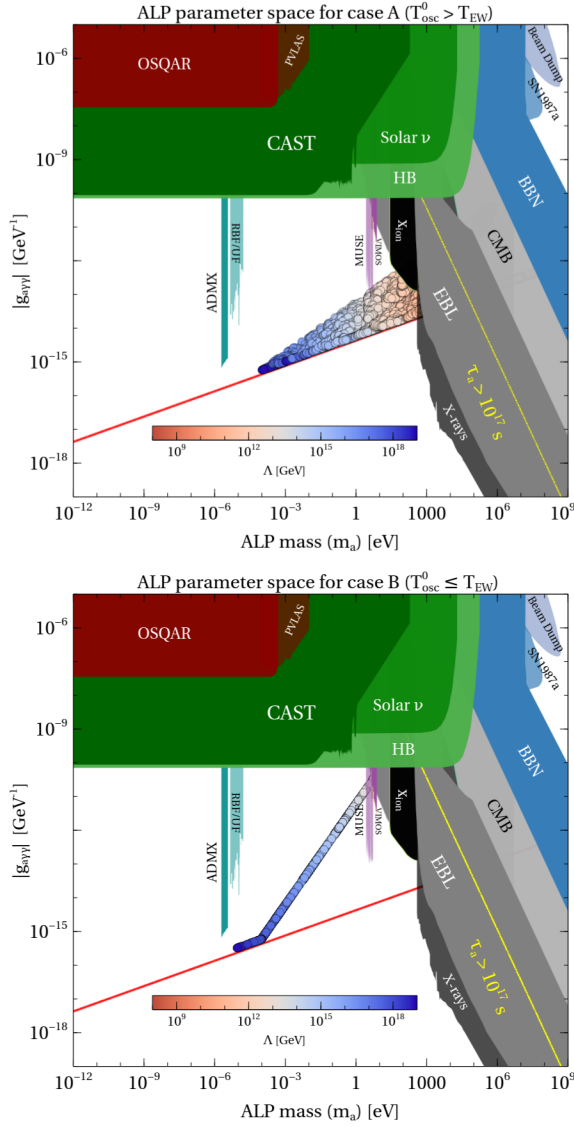 ALP parameter space for case A (T⁰osc > TEW)
|gaγγ| [GeV⁻¹]
10⁻⁶
10⁻⁹
10⁻¹²
10⁻¹⁵
10⁻¹⁸
OSQAR
PVLAS
CAST
Solar ν
HB
Beam Dump
SN1987a
BBN
CMB
EBL
ADMX
RBF/UF
MUSE
VIMOS
χion
X-rays
τa > 10¹⁷ s
10⁹
10¹²
10¹⁵
10¹⁸
Λ [GeV]
10⁻¹²
10⁻⁹
10⁻⁶
10⁻³
1
1000
10⁶
10⁹
ALP mass (ma) [eV]
ALP parameter space for case B (T⁰osc ≤ TEW)
|gaγγ| [GeV⁻¹]
10⁻⁶
10⁻⁹
10⁻¹²
10⁻¹⁵
10⁻¹⁸
OSQAR
PVLAS
CAST
Solar ν
HB
Beam Dump
SN1987a
BBN
CMB
EBL
ADMX
RBF/UF
MUSE
VIMOS
χion
X-rays
τa > 10¹⁷ s
10⁹
10¹²
10¹⁵
10¹⁸
Λ [GeV]
10⁻¹²
10⁻⁹
10⁻⁶
10⁻³
1
1000
10⁶
10⁹
ALP mass (ma) [eV]